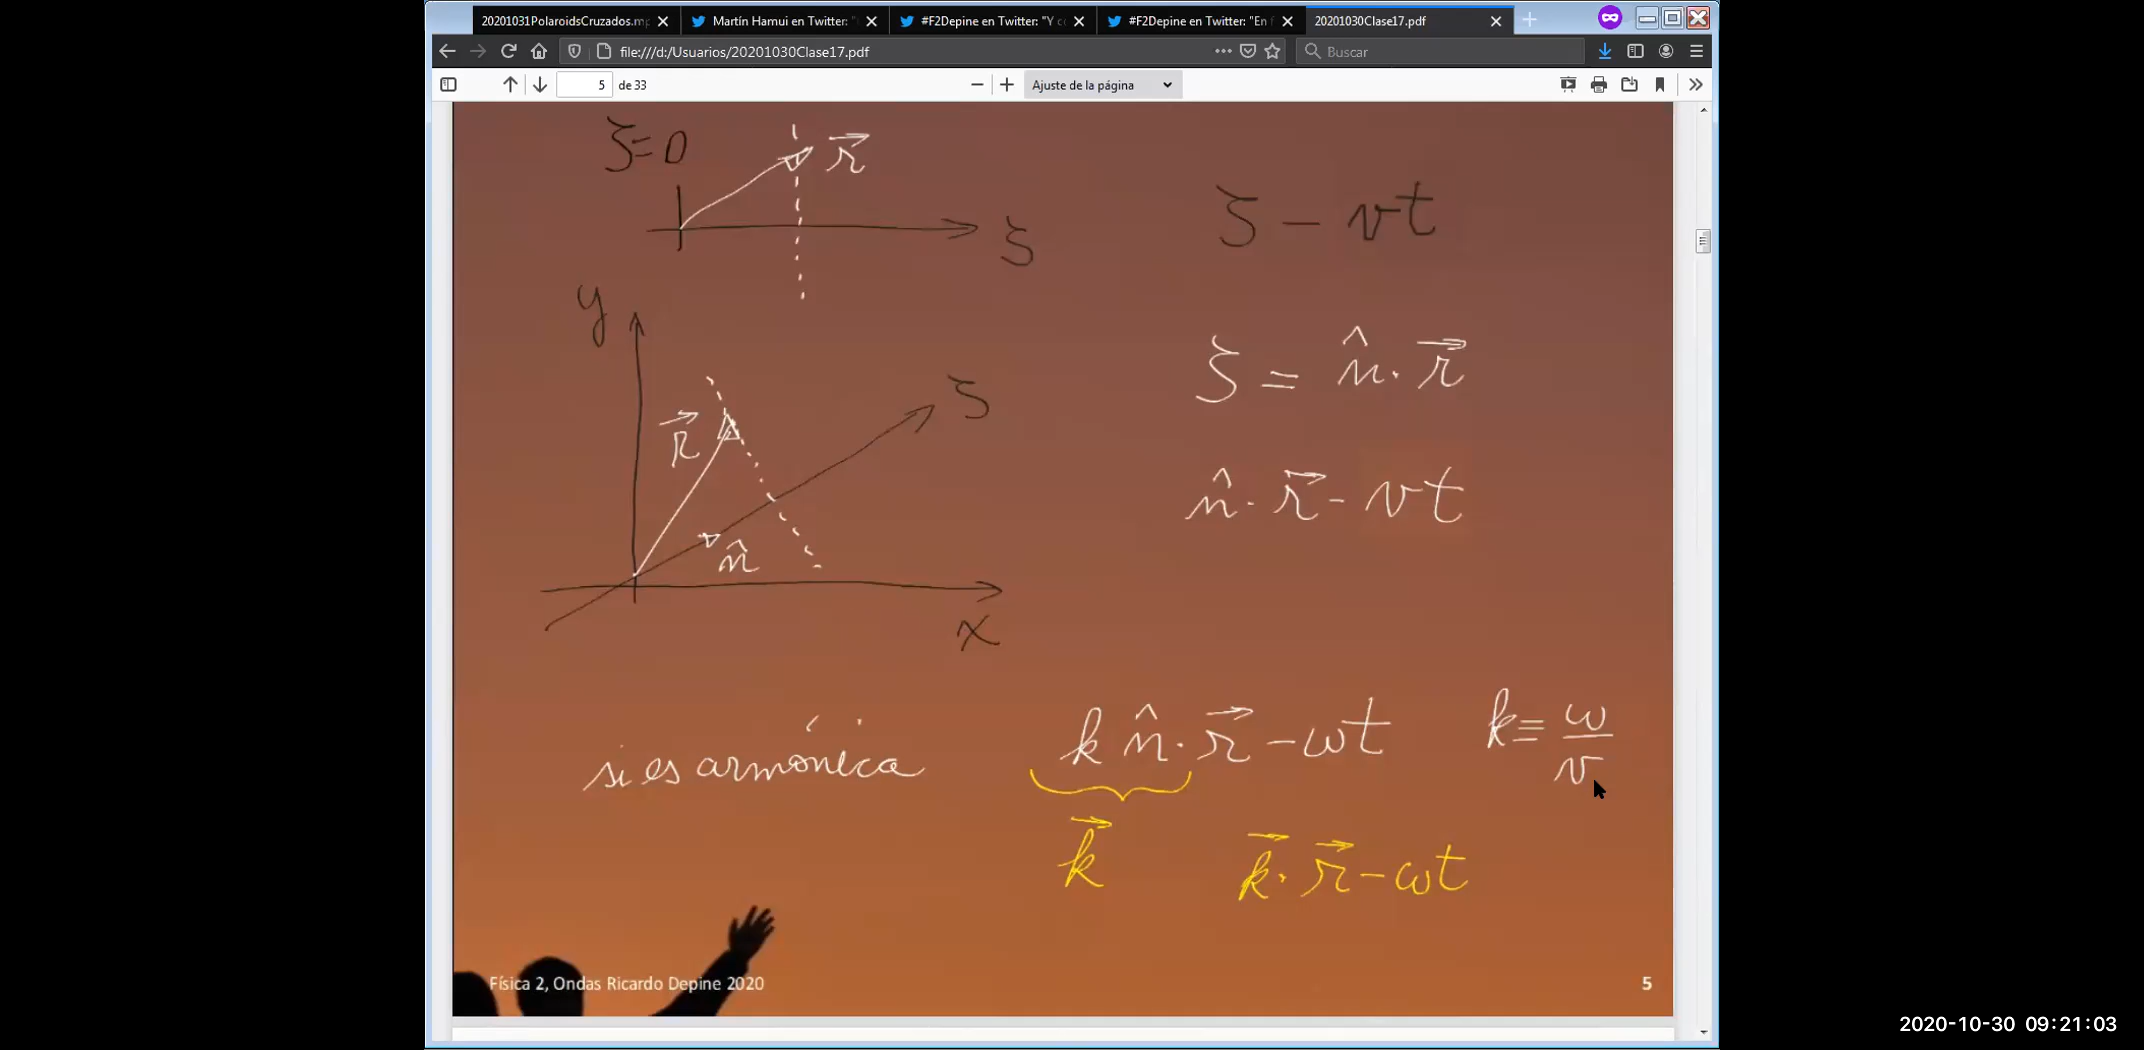 20201031PolaroidsCruzados.mp
Martín Hamui en Twitter: "
#F2Depine en Twitter: "Y c
#F2Depine en Twitter: "En f
20201030Clase17.pdf
file:///d:/Usuarios/20201030Clase17.pdf
Buscar
5 de 33
Ajuste de la página
ζ=0
r⃗
ζ
ζ - vt
y
ζ = n̂·r⃗
ζ
r⃗
n̂·r⃗ - vt
n̂
x
si es armónica
k n̂·r⃗ - ωt
k ≡ ω/v
k⃗
k⃗·r⃗ - ωt
Física 2, Ondas Ricardo Depine 2020
5
2020-10-30 09:21:03